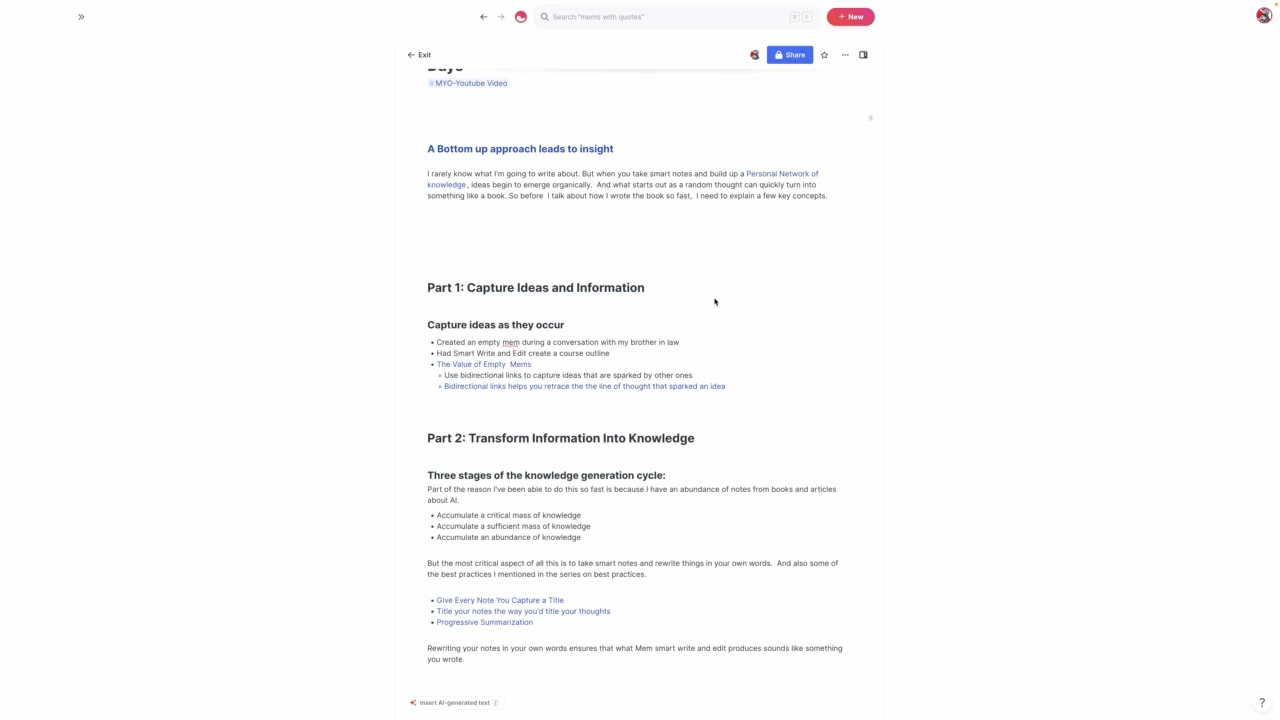 Search "mems with quotes"
⌘ K
+ New
← Exit
Share
# MYO-Youtube Video
A Bottom up approach leads to insight
I rarely know what I'm going to write about. But when you take smart notes and build up a Personal Network of
knowledge , ideas begin to emerge organically.  And what starts out as a random thought can quickly turn into
something like a book. So before  I talk about how I wrote the book so fast,  I need to explain a few key concepts.
Part 1: Capture Ideas and Information
Capture ideas as they occur
• Created an empty mem during a conversation with my brother in law
• Had Smart Write and Edit create a course outline
• The Value of Empty  Mems
• Use bidirectional links to capture ideas that are sparked by other ones
• Bidirectional links helps you retrace the the line of thought that sparked an idea
Part 2: Transform Information Into Knowledge
Three stages of the knowledge generation cycle:
Part of the reason I've been able to do this so fast is because I have an abundance of notes from books and articles
about AI.
• Accumulate a critical mass of knowledge
• Accumulate a sufficient mass of knowledge
• Accumulate an abundance of knowledge
But the most critical aspect of all this is to take smart notes and rewrite things in your own words.  And also some of
the best practices I mentioned in the series on best practices.
• Give Every Note You Capture a Title
• Title your notes the way you'd title your thoughts
• Progressive Summarization
Rewriting your notes in your own words ensures that what Mem smart write and edit produces sounds like something
you wrote.
Insert AI-generated text /
?